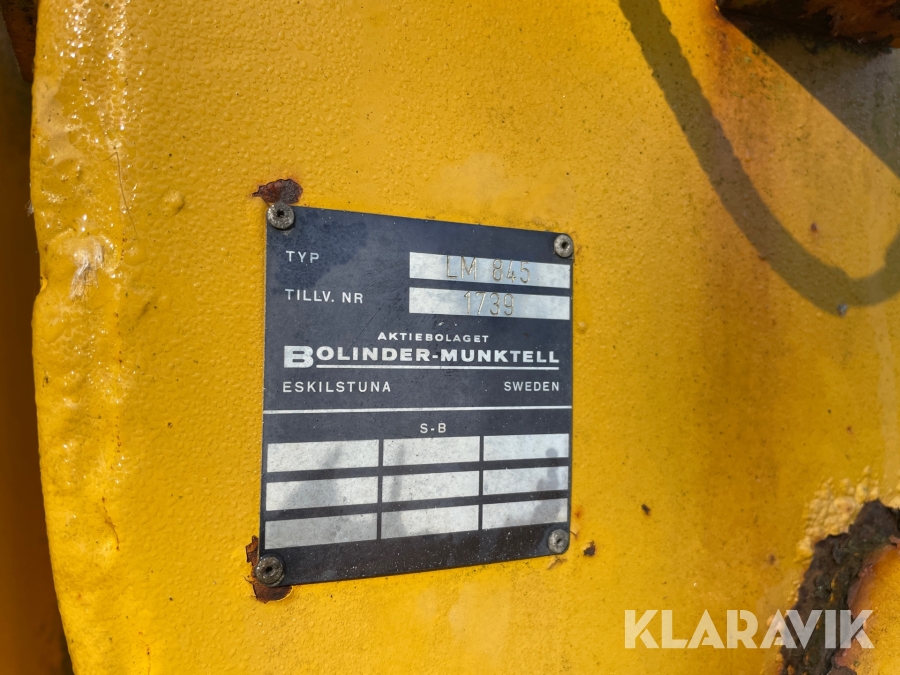 TYP LM 845
TILLV. NR 1739
AKTIEBOLAGET
BOLINDER-MUNKTELL
ESKILSTUNA SWEDEN
S-B
KLARAVIK